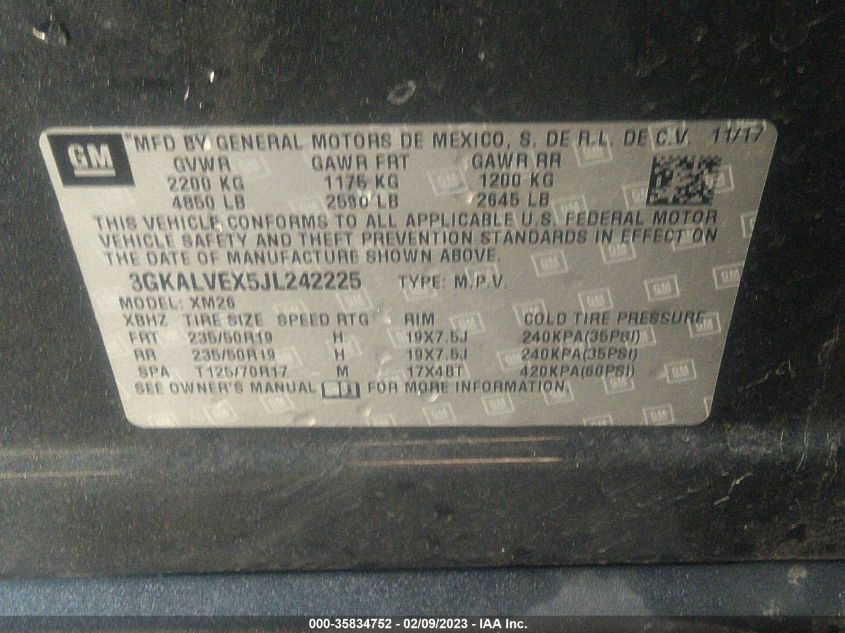 GM "MFD BY GENERAL MOTORS DE MEXICO, S. DE R.L. DE C.V. 11/17
GVWR GAWR FRT GAWR RR
2200 KG 1175 KG 1200 KG
4850 LB 2590 LB 2645 LB
THIS VEHICLE CONFORMS TO ALL APPLICABLE U.S. FEDERAL MOTOR
VEHICLE SAFETY AND THEFT PREVENTION STANDARDS IN EFFECT ON
THE DATE OF MANUFACTURE SHOWN ABOVE.
3GKALVEX5JL242225 TYPE: M.P.V.
MODEL: XM26
XBHZ TIRE SIZE SPEED RTG RIM COLD TIRE PRESSURE
FRT 235/50R19 H 19X7.5J 240KPA(35PSI)
RR 235/50R19 H 19X7.5J 240KPA(35PSI)
SPA T125/70R17 M 17X4BT 420KPA(60PSI)
SEE OWNER'S MANUAL FOR MORE INFORMATION.
000-35834752 - 02/09/2023 - IAA Inc.